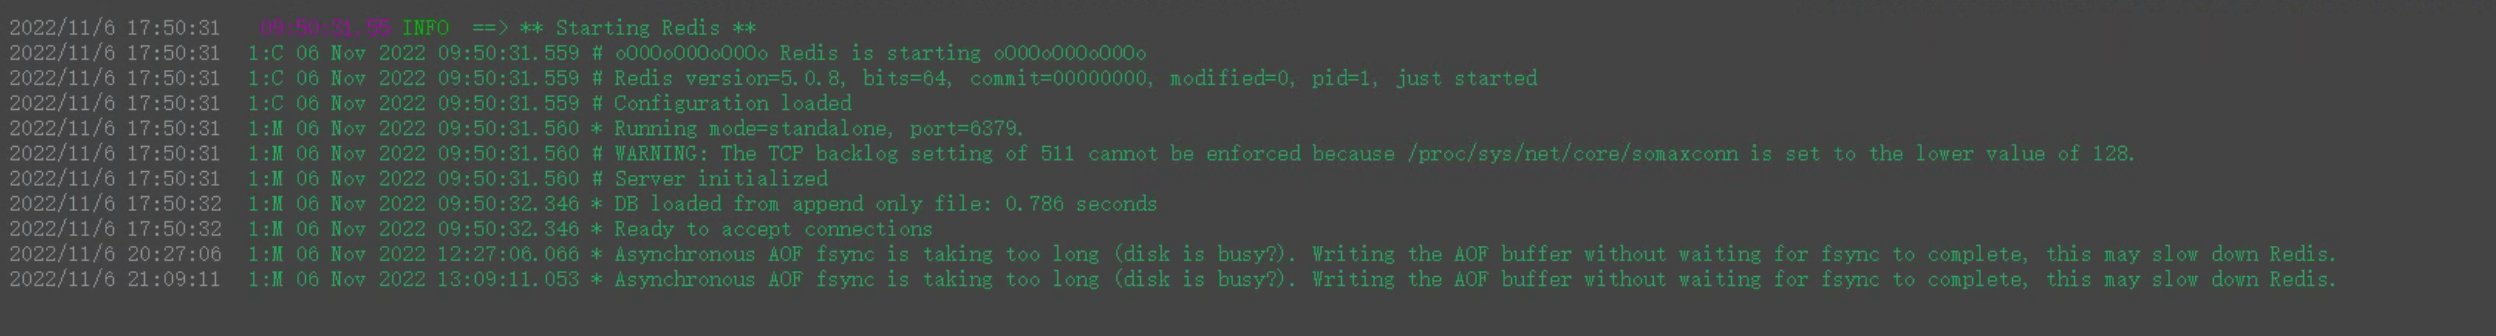 2022/11/6 17:50:31 09:50:31.55 INFO ==> ** Starting Redis **
2022/11/6 17:50:31 1:C 06 Nov 2022 09:50:31.559 # oO0OoO0OoO0Oo Redis is starting oO0OoO0OoO0Oo
2022/11/6 17:50:31 1:C 06 Nov 2022 09:50:31.559 # Redis version=5.0.8, bits=64, commit=00000000, modified=0, pid=1, just started
2022/11/6 17:50:31 1:C 06 Nov 2022 09:50:31.559 # Configuration loaded
2022/11/6 17:50:31 1:M 06 Nov 2022 09:50:31.560 * Running mode=standalone, port=6379.
2022/11/6 17:50:31 1:M 06 Nov 2022 09:50:31.560 # WARNING: The TCP backlog setting of 511 cannot be enforced because /proc/sys/net/core/somaxconn is set to the lower value of 128.
2022/11/6 17:50:31 1:M 06 Nov 2022 09:50:31.560 # Server initialized
2022/11/6 17:50:32 1:M 06 Nov 2022 09:50:32.346 * DB loaded from append only file: 0.786 seconds
2022/11/6 17:50:32 1:M 06 Nov 2022 09:50:32.346 * Ready to accept connections
2022/11/6 20:27:06 1:M 06 Nov 2022 12:27:06.066 * Asynchronous AOF fsync is taking too long (disk is busy?). Writing the AOF buffer without waiting for fsync to complete, this may slow down Redis.
2022/11/6 21:09:11 1:M 06 Nov 2022 13:09:11.053 * Asynchronous AOF fsync is taking too long (disk is busy?). Writing the AOF buffer without waiting for fsync to complete, this may slow down Redis.